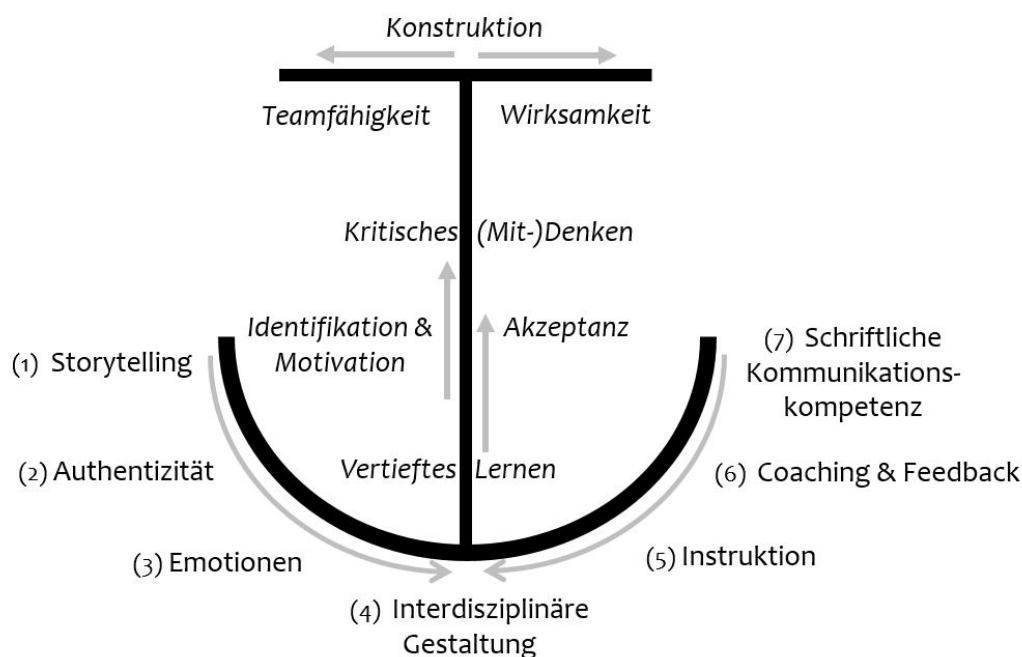 Konstruktion
Teamfähigkeit Wirksamkeit
Kritisches (Mit-)Denken
Identifikation &
Motivation
Akzeptanz
(1) Storytelling
(7) Schriftliche
Kommunikations-
kompetenz
(2) Authentizität
Vertieftes Lernen
(6) Coaching & Feedback
(3) Emotionen
(5) Instruktion
(4) Interdisziplinäre
Gestaltung